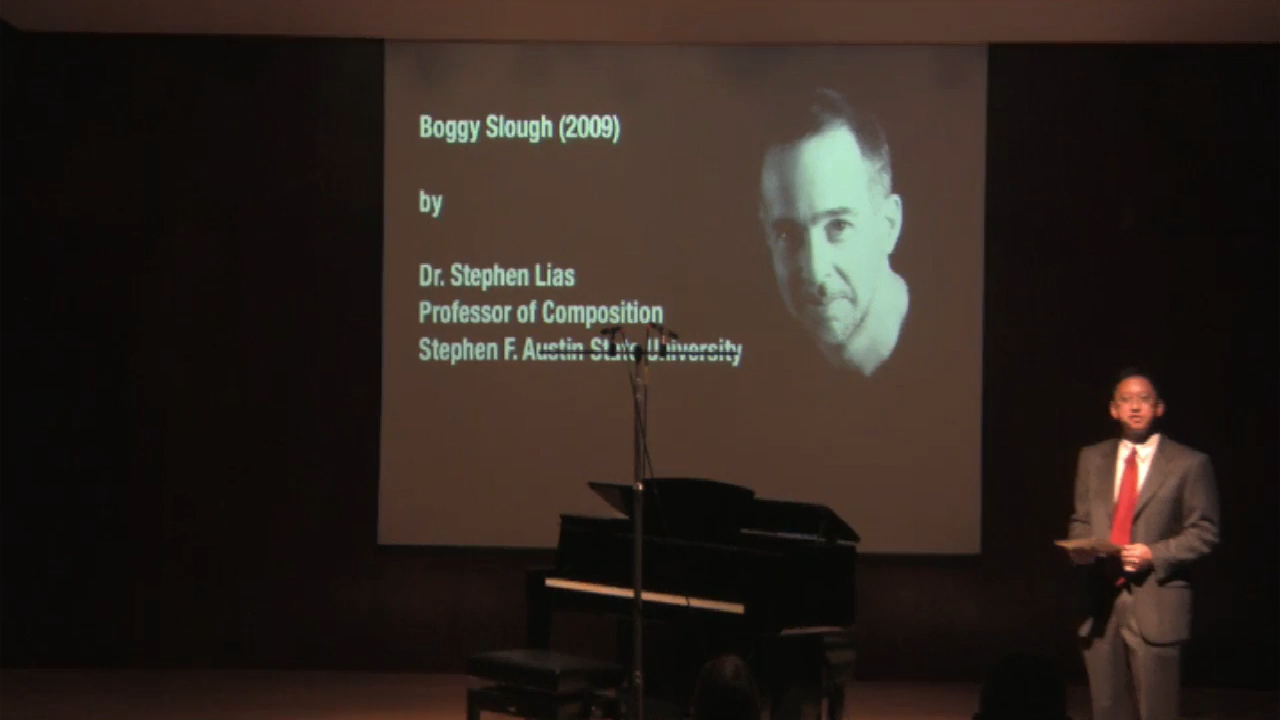 Boggy Slough (2009)
by
Dr. Stephen Lias
Professor of Composition
Stephen F. Austin State University